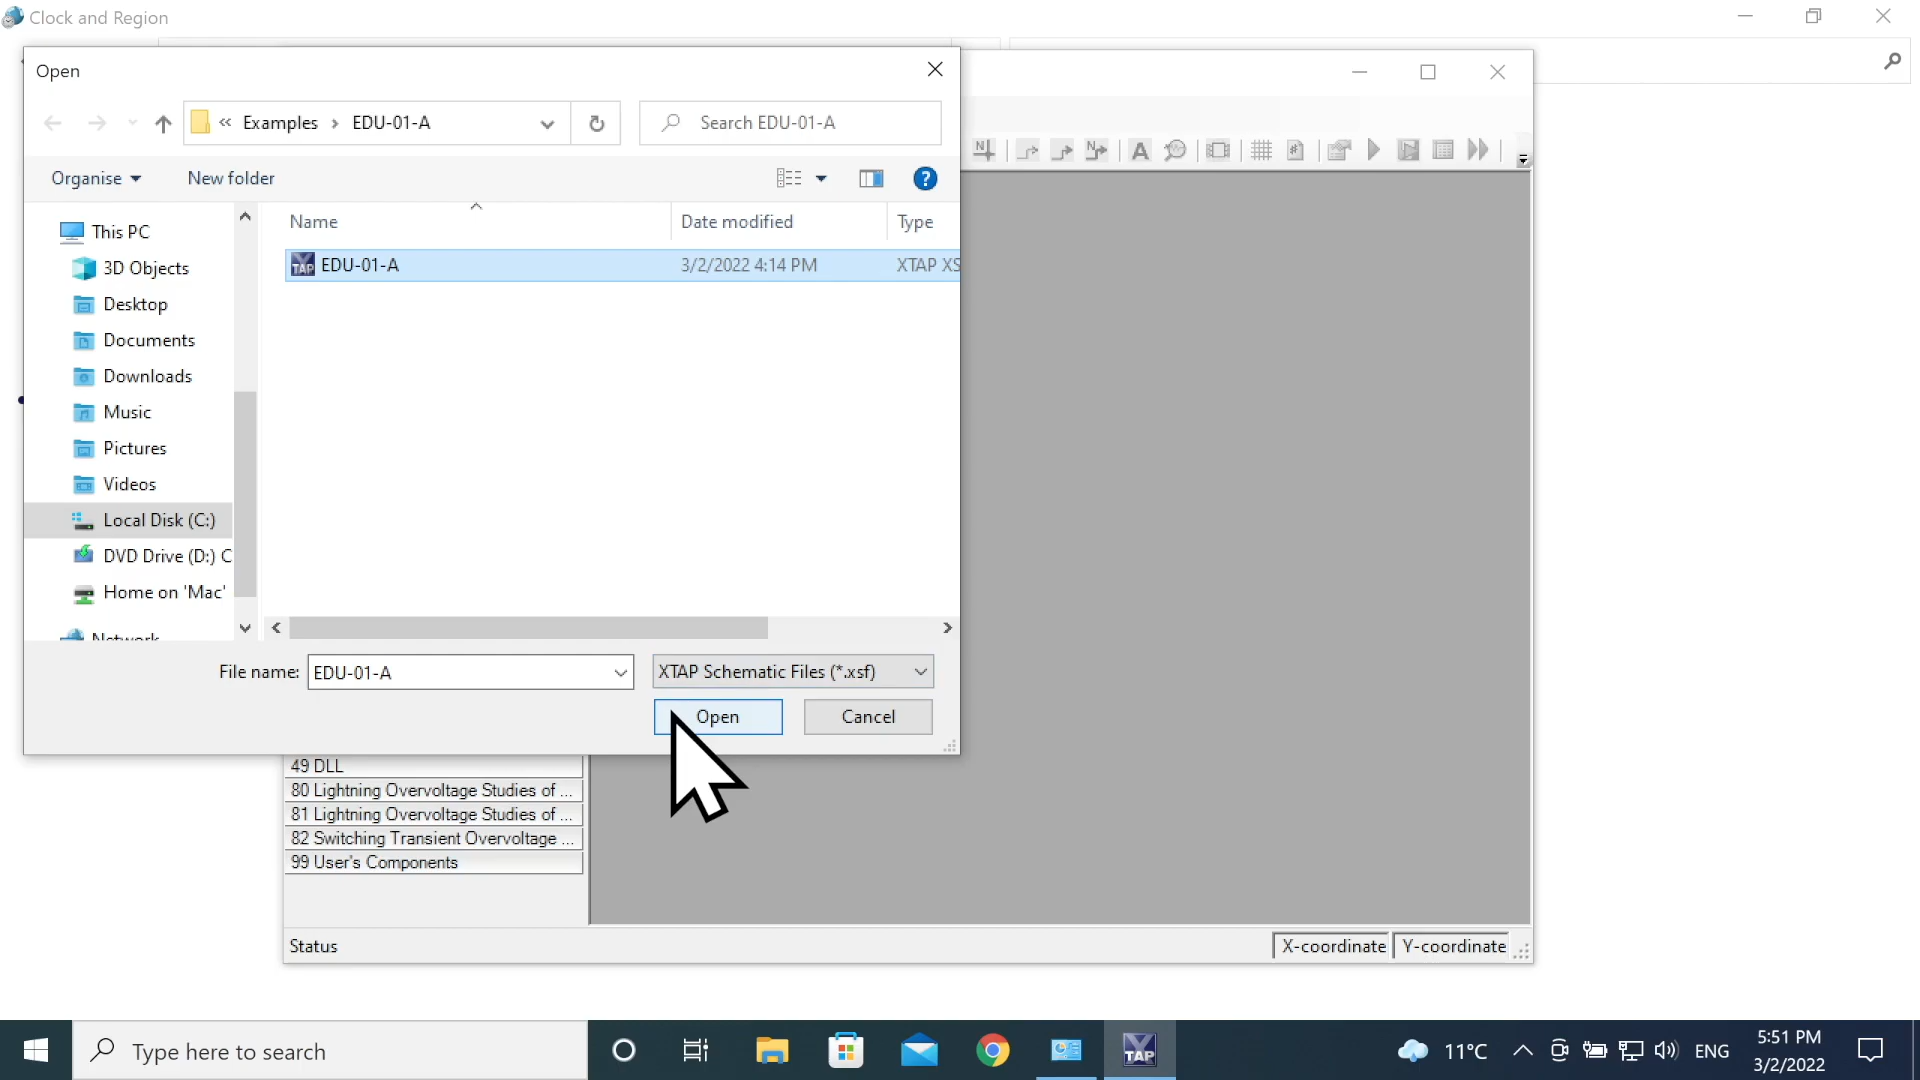 Clock and Region
Open
« Examples › EDU-01-A
Search EDU-01-A
Organise
New folder
?
Name
Date modified
Type
This PC
3D Objects
Desktop
Documents
Downloads
Music
Pictures
Videos
Local Disk (C:)
DVD Drive (D:) C
Home on 'Mac'
Network
EDU-01-A
3/2/2022 4:14 PM
XTAP XS
File name:
EDU-01-A
XTAP Schematic Files (*.xsf)
Open
Cancel
49 DLL
80 Lightning Overvoltage Studies of ...
81 Lightning Overvoltage Studies of ...
82 Switching Transient Overvoltage ...
99 User's Components
Status
X-coordinate
Y-coordinate
Type here to search
XTAP
11°C
ENG
5:51 PM
3/2/2022